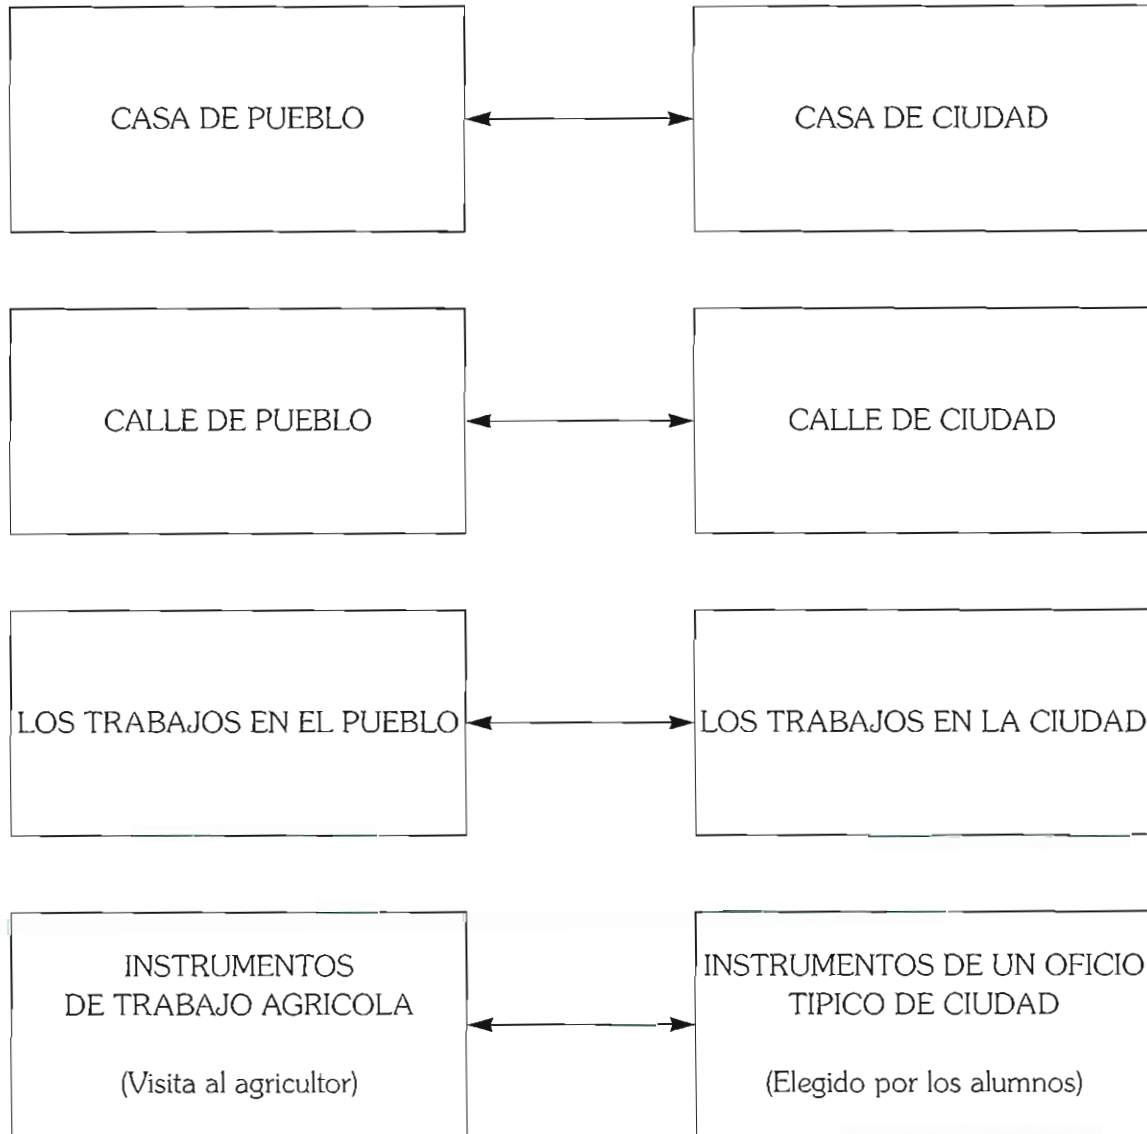 CASA DE PUEBLO
CASA DE CIUDAD
CALLE DE PUEBLO
CALLE DE CIUDAD
LOS TRABAJOS EN EL PUEBLO
LOS TRABAJOS EN LA CIUDAD
INSTRUMENTOS
DE TRABAJO AGRICOLA
(Visita al agricultor)
INSTRUMENTOS DE UN OFICIO
TIPICO DE CIUDAD
(Elegido por los alumnos)